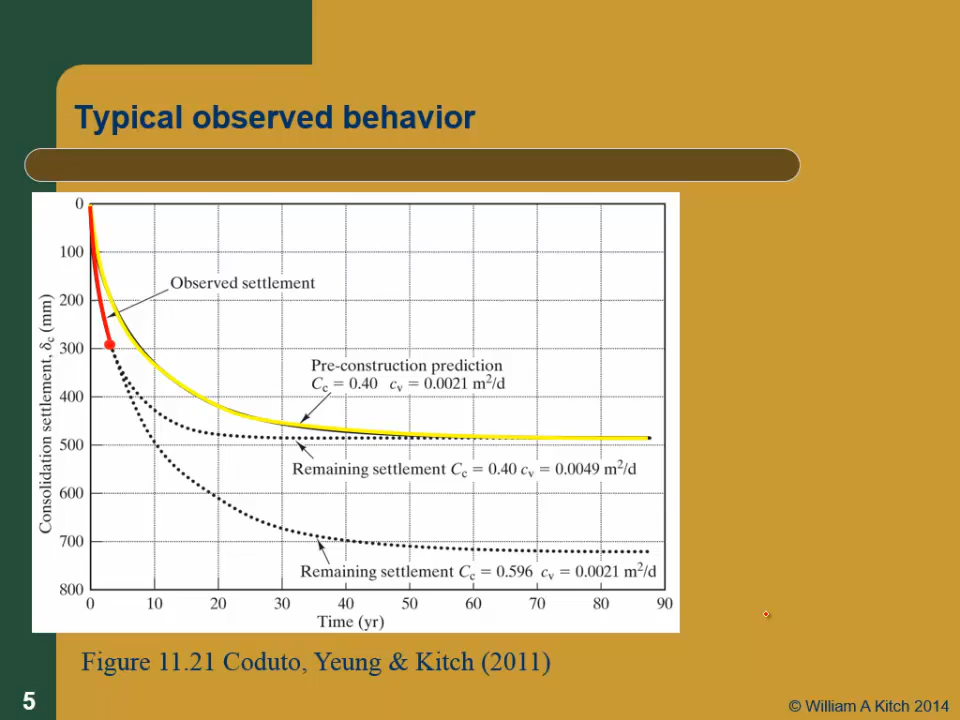 Typical observed behavior
0
100
200
300
400
500
600
700
800
Consolidation settlement, δc (mm)
Observed settlement
Pre-construction prediction
Cc = 0.40 cv = 0.0021 m²/d
Remaining settlement Cc = 0.40 cv = 0.0049 m²/d
Remaining settlement Cc = 0.596 cv = 0.0021 m²/d
0 10 20 30 40 50 60 70 80 90
Time (yr)
Figure 11.21 Coduto, Yeung & Kitch (2011)
5
© William A Kitch 2014